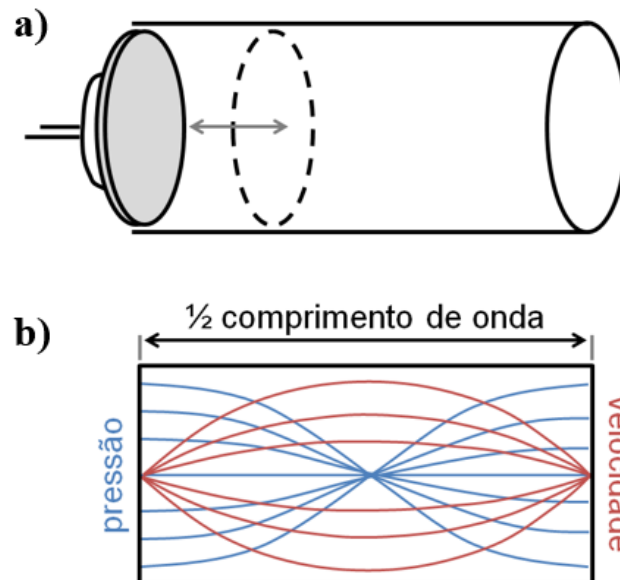 a)
b)
½ comprimento de onda
pressão
velocidade